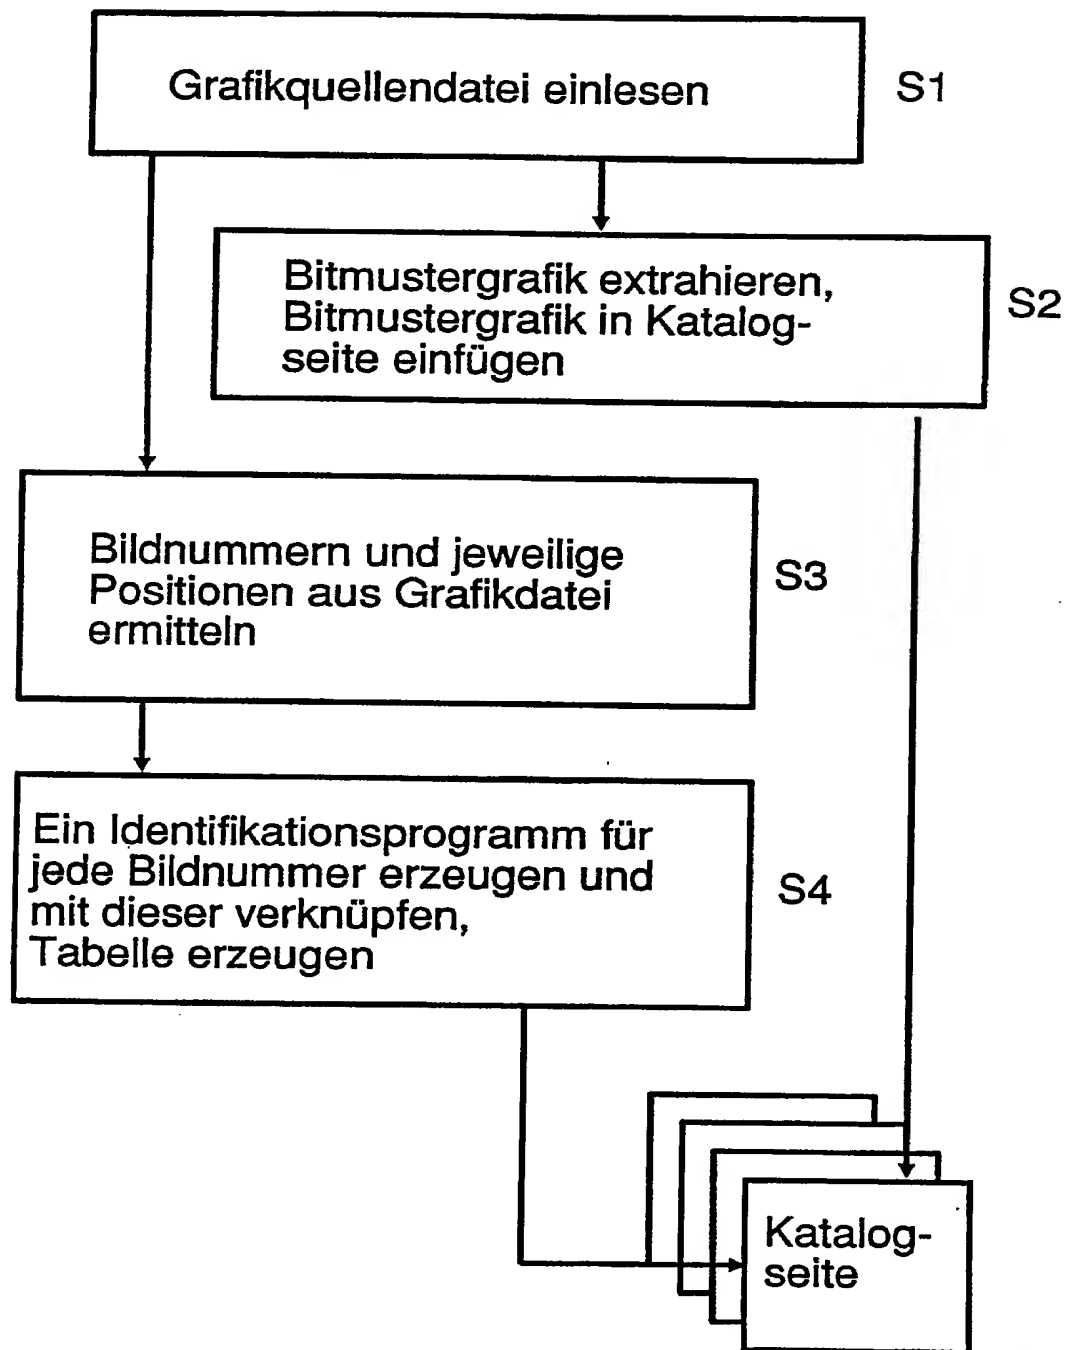 Grafikquellendatei einlesen
S1
Bitmustergrafik extrahieren,
Bitmustergrafik in Katalog-
seite einfügen
S2
Bildnummern und jeweilige
Positionen aus Grafikdatei
ermitteln
S3
Ein Identifikationsprogramm für
jede Bildnummer erzeugen und
mit dieser verknüpfen,
Tabelle erzeugen
S4
Katalog-
seite